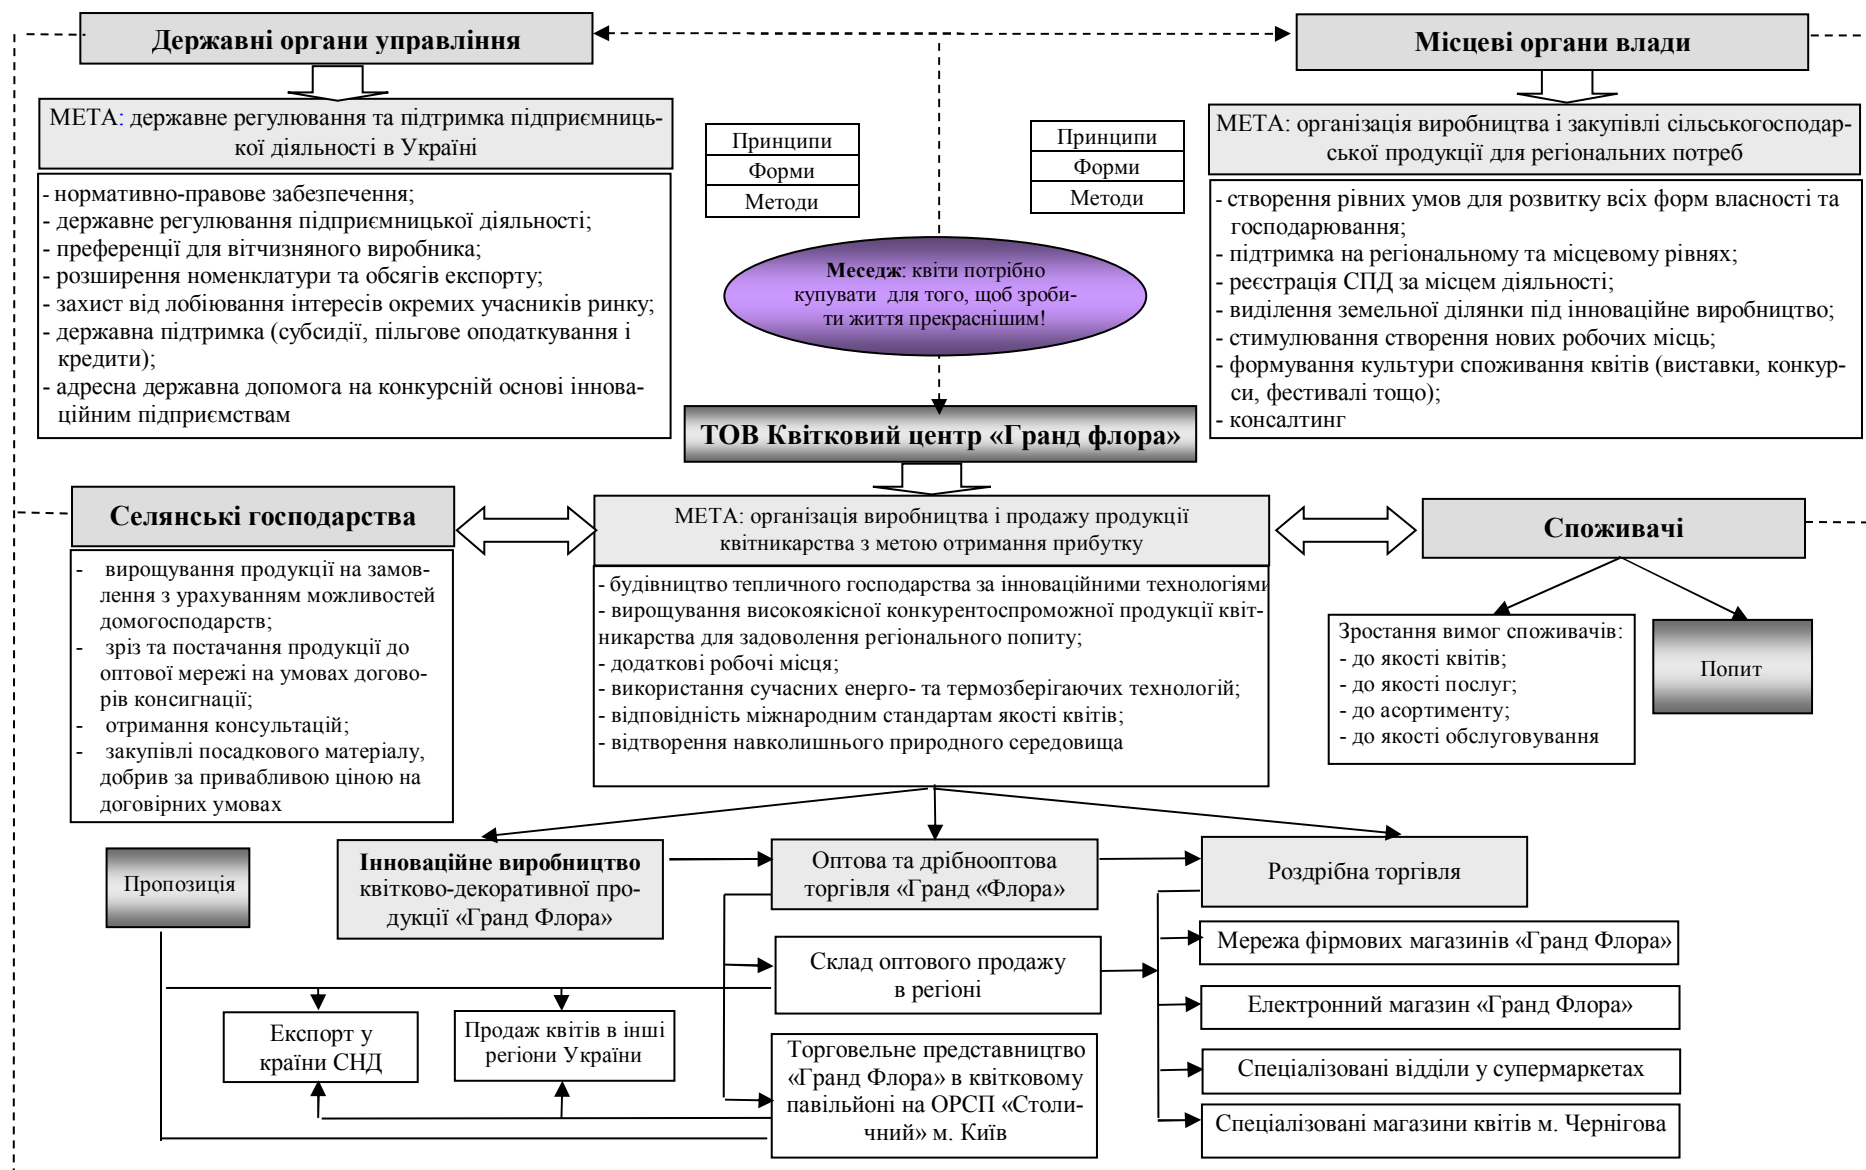 Державні органи управління
Місцеві органи влади
МЕТА: державне регулювання та підтримка підприємниць-
кої діяльності в Україні
- нормативно-правове забезпечення;
- державне регулювання підприємницької діяльності;
- преференції для вітчизняного виробника;
- розширення номенклатури та обсягів експорту;
- захист від лобіювання інтересів окремих учасників ринку;
- державна підтримка (субсидії, пільгове оподаткування і
кредити);
- адресна державна допомога на конкурсній основі іннова-
ційним підприємствам
Принципи
Форми
Методи
Принципи
Форми
Методи
МЕТА: організація виробництва і закупівлі сільськогосподар-
ської продукції для регіональних потреб
- створення рівних умов для розвитку всіх форм власності та
господарювання;
- підтримка на регіональному та місцевому рівнях;
- реєстрація СПД за місцем діяльності;
- виділення земельної ділянки під інноваційне виробництво;
- стимулювання створення нових робочих місць;
- формування культури споживання квітів (виставки, конкур-
си, фестивалі тощо);
- консалтинг
Меседж: квіти потрібно
купувати для того, щоб зроби-
ти життя прекраснішим!
ТОВ Квітковий центр «Гранд флора»
Селянські господарства
- вирощування продукції на замов-
лення з урахуванням можливостей
домогосподарств;
- зріз та постачання продукції до
оптової мережі на умовах догово-
рів консигнації;
- отримання консультацій;
- закупівлі посадкового матеріалу,
добрив за привабливою ціною на
договірних умовах
МЕТА: організація виробництва і продажу продукції
квітникарства з метою отримання прибутку
- будівництво тепличного господарства за інноваційними технологіями
- вирощування високоякісної конкурентоспроможної продукції квіт-
никарства для задоволення регіонального попиту;
- додаткові робочі місця;
- використання сучасних енерго- та термозберігаючих технологій;
- відповідність міжнародним стандартам якості квітів;
- відтворення навколишнього природного середовища
Споживачі
Зростання вимог споживачів:
- до якості квітів;
- до якості послуг;
- до асортименту;
- до якості обслуговування
Попит
Пропозиція
Інноваційне виробництво
квітково-декоративної про-
дукції «Гранд Флора»
Оптова та дрібнооптова
торгівля «Гранд «Флора»
Роздрібна торгівля
Склад оптового продажу
в регіоні
Мережа фірмових магазинів «Гранд Флора»
Електронний магазин «Гранд Флора»
Експорт у
країни СНД
Продаж квітів в інші
регіони України
Торговельне представництво
«Гранд Флора» в квітковому
павільйоні на ОРСП «Столи-
чний» м. Київ
Спеціалізовані відділи у супермаркетах
Спеціалізовані магазини квітів м. Чернігова